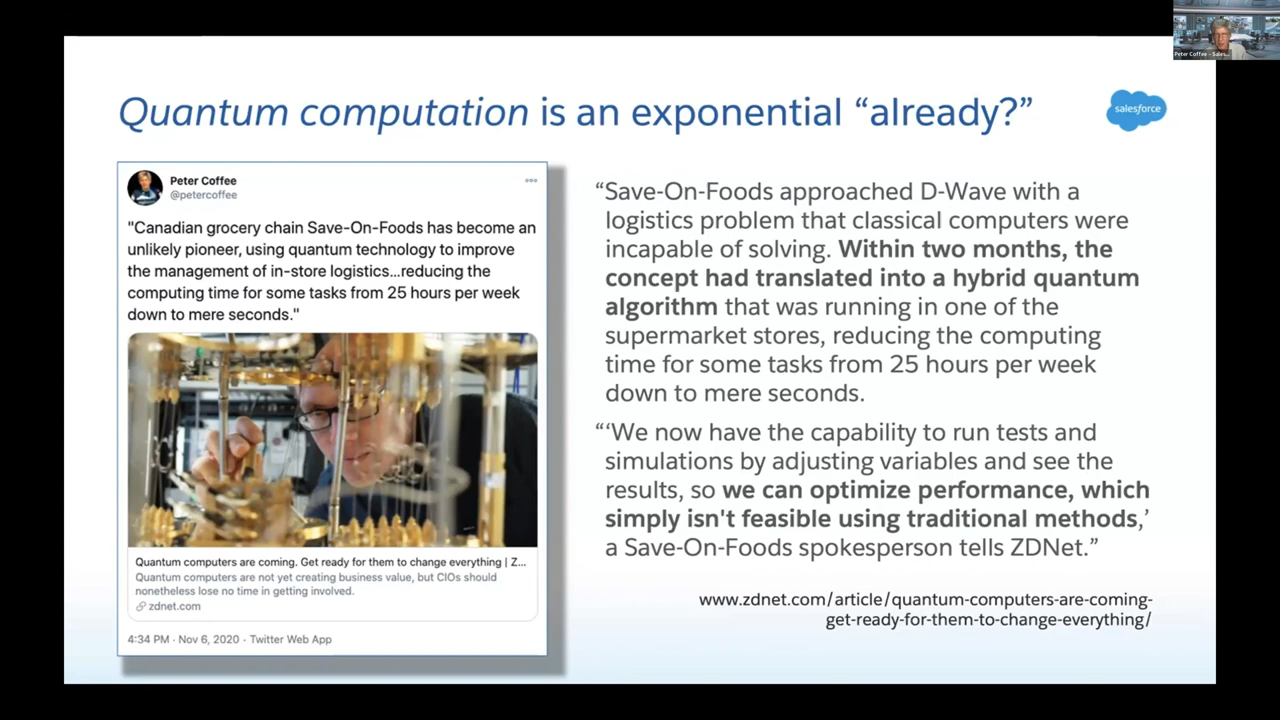 Peter Coffee - Sales...
Quantum computation is an exponential “already?”
salesforce
Peter Coffee
@petercoffee
"Canadian grocery chain Save-On-Foods has become an
unlikely pioneer, using quantum technology to improve
the management of in-store logistics...reducing the
computing time for some tasks from 25 hours per week
down to mere seconds."
Quantum computers are coming. Get ready for them to change everything | Z...
Quantum computers are not yet creating business value, but CIOs should
nonetheless lose no time in getting involved.
zdnet.com
4:34 PM · Nov 6, 2020 · Twitter Web App
“Save-On-Foods approached D-Wave with a
logistics problem that classical computers were
incapable of solving. Within two months, the
concept had translated into a hybrid quantum
algorithm that was running in one of the
supermarket stores, reducing the computing
time for some tasks from 25 hours per week
down to mere seconds.
“‘We now have the capability to run tests and
simulations by adjusting variables and see the
results, so we can optimize performance, which
simply isn't feasible using traditional methods,’
a Save-On-Foods spokesperson tells ZDNet.”
www.zdnet.com/article/quantum-computers-are-coming-
get-ready-for-them-to-change-everything/